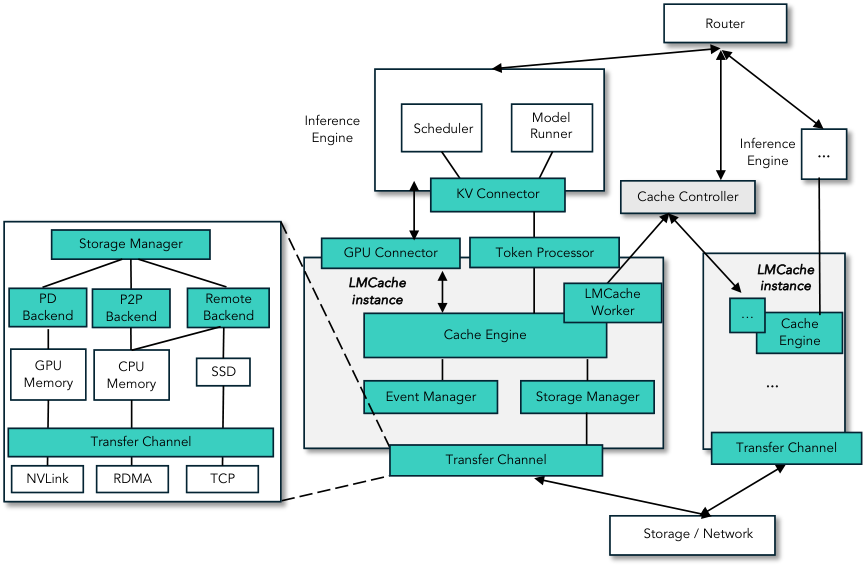 Router
Inference
Engine
Scheduler
Model
Runner
KV Connector
Inference
Engine
...
Cache Controller
Storage Manager
PD
Backend
P2P
Backend
Remote
Backend
GPU
Memory
CPU
Memory
SSD
Transfer Channel
NVLink
RDMA
TCP
GPU Connector
Token Processor
LMCache
instance
LMCache
Worker
Cache Engine
Event Manager
Storage Manager
Transfer Channel
LMCache
instance
...
Cache
Engine
...
Transfer Channel
Storage / Network